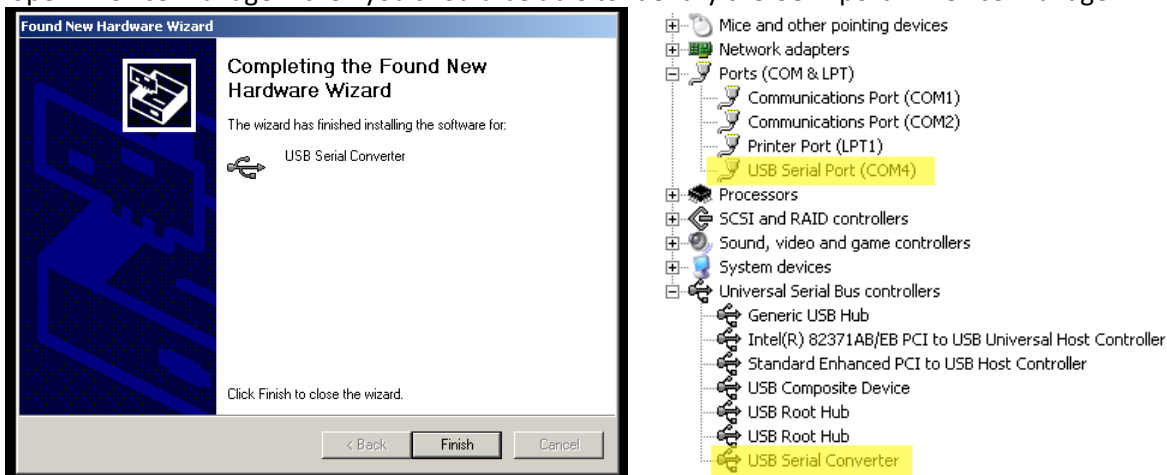 Found New Hardware Wizard
Completing the Found New
Hardware Wizard
The wizard has finished installing the software for:
USB Serial Converter
Click Finish to close the wizard.
< Back
Finish
Cancel
Mice and other pointing devices
Network adapters
Ports (COM & LPT)
Communications Port (COM1)
Communications Port (COM2)
Printer Port (LPT1)
USB Serial Port (COM4)
Processors
SCSI and RAID controllers
Sound, video and game controllers
System devices
Universal Serial Bus controllers
Generic USB Hub
Intel(R) 82371AB/EB PCI to USB Universal Host Controller
Standard Enhanced PCI to USB Host Controller
USB Composite Device
USB Root Hub
USB Root Hub
USB Serial Converter